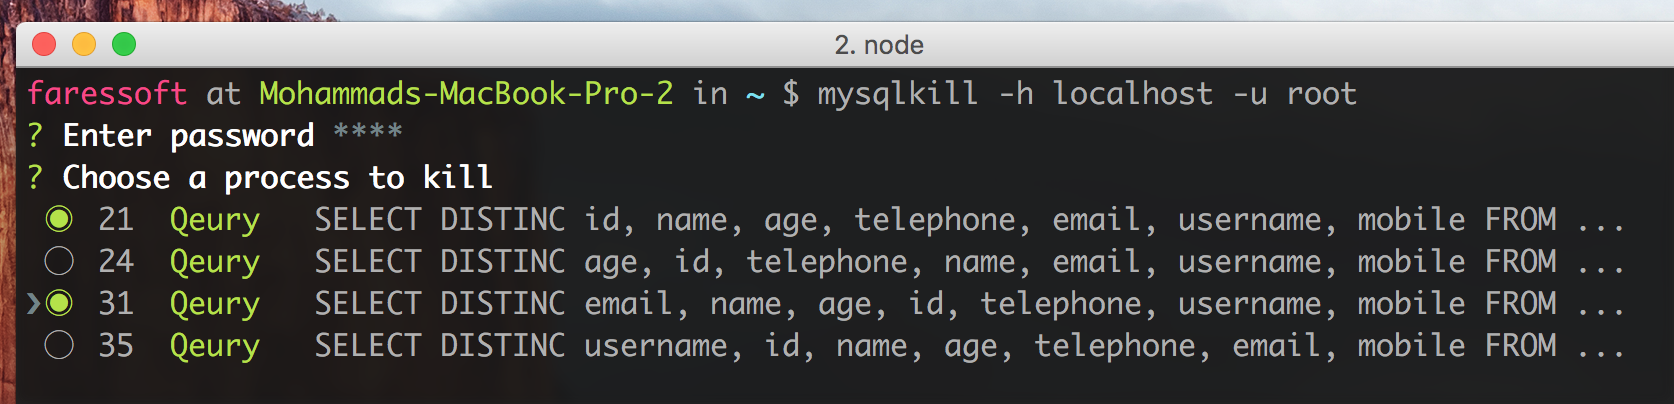 2. node
faressoft at Mohammads-MacBook-Pro-2 in ~ $ mysqlkill -h localhost -u root
? Enter password ****
? Choose a process to kill
◉ 21 Qeury SELECT DISTINC id, name, age, telephone, email, username, mobile FROM ...
◯ 24 Qeury SELECT DISTINC age, id, telephone, name, email, username, mobile FROM ...
❯◉ 31 Qeury SELECT DISTINC email, name, age, id, telephone, username, mobile FROM ...
◯ 35 Qeury SELECT DISTINC username, id, name, age, telephone, email, mobile FROM ...